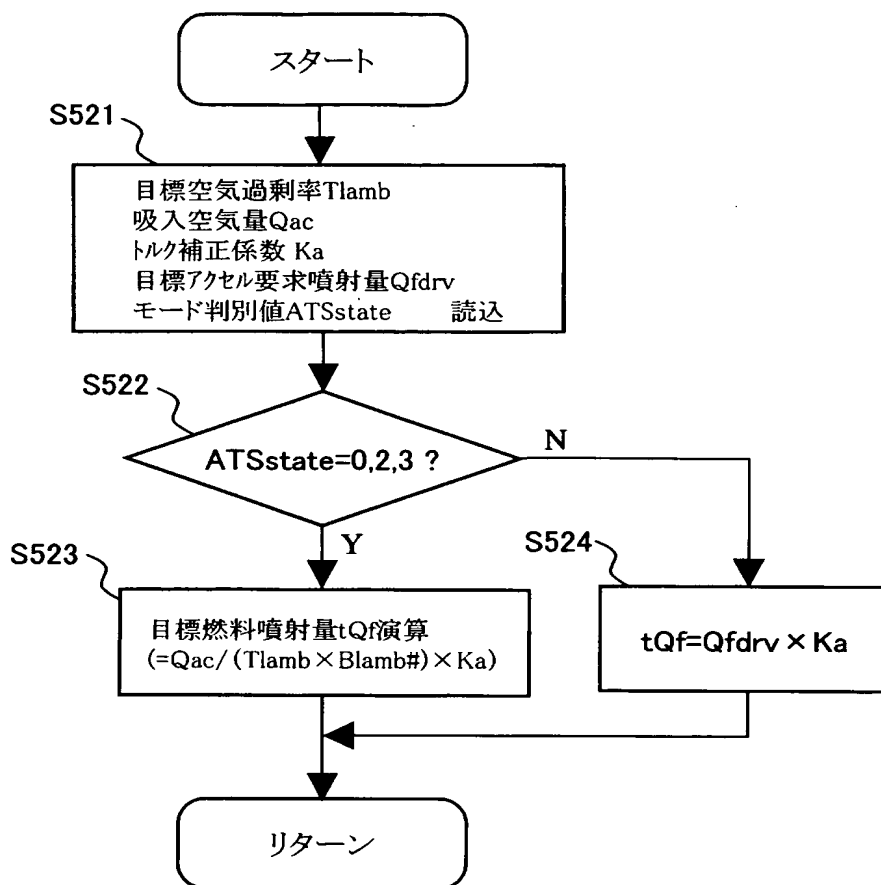 スタート
S521
目標空気過剰率Tlamb
吸入空気量Qac
ﾄﾙｸ補正係数 Ka
目標ｱｸｾﾙ要求噴射量Qfdrv
モード判別値ATSstate 読込
S522
ATSstate=0,2,3 ?
N
Y
S523
目標燃料噴射量tQf演算
(=Qac/(Tlamb×Blamb#)×Ka)
S524
tQf=Qfdrv×Ka
リターン